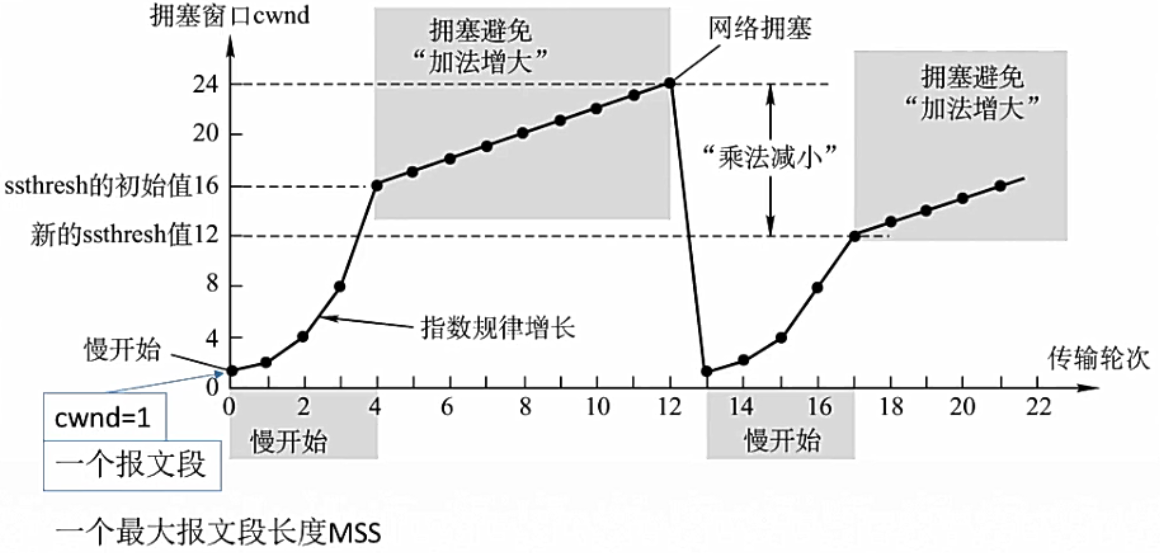 拥塞窗口cwnd
拥塞避免
“加法增大”
网络拥塞
拥塞避免
“加法增大”
24
20
“乘法减小”
ssthresh的初始值16
新的ssthresh值12
8
指数规律增长
4
慢开始
传输轮次
0
0 2 4 6 8 10 12 14 16 18 20 22
cwnd=1
慢开始
慢开始
一个报文段
一个最大报文段长度MSS